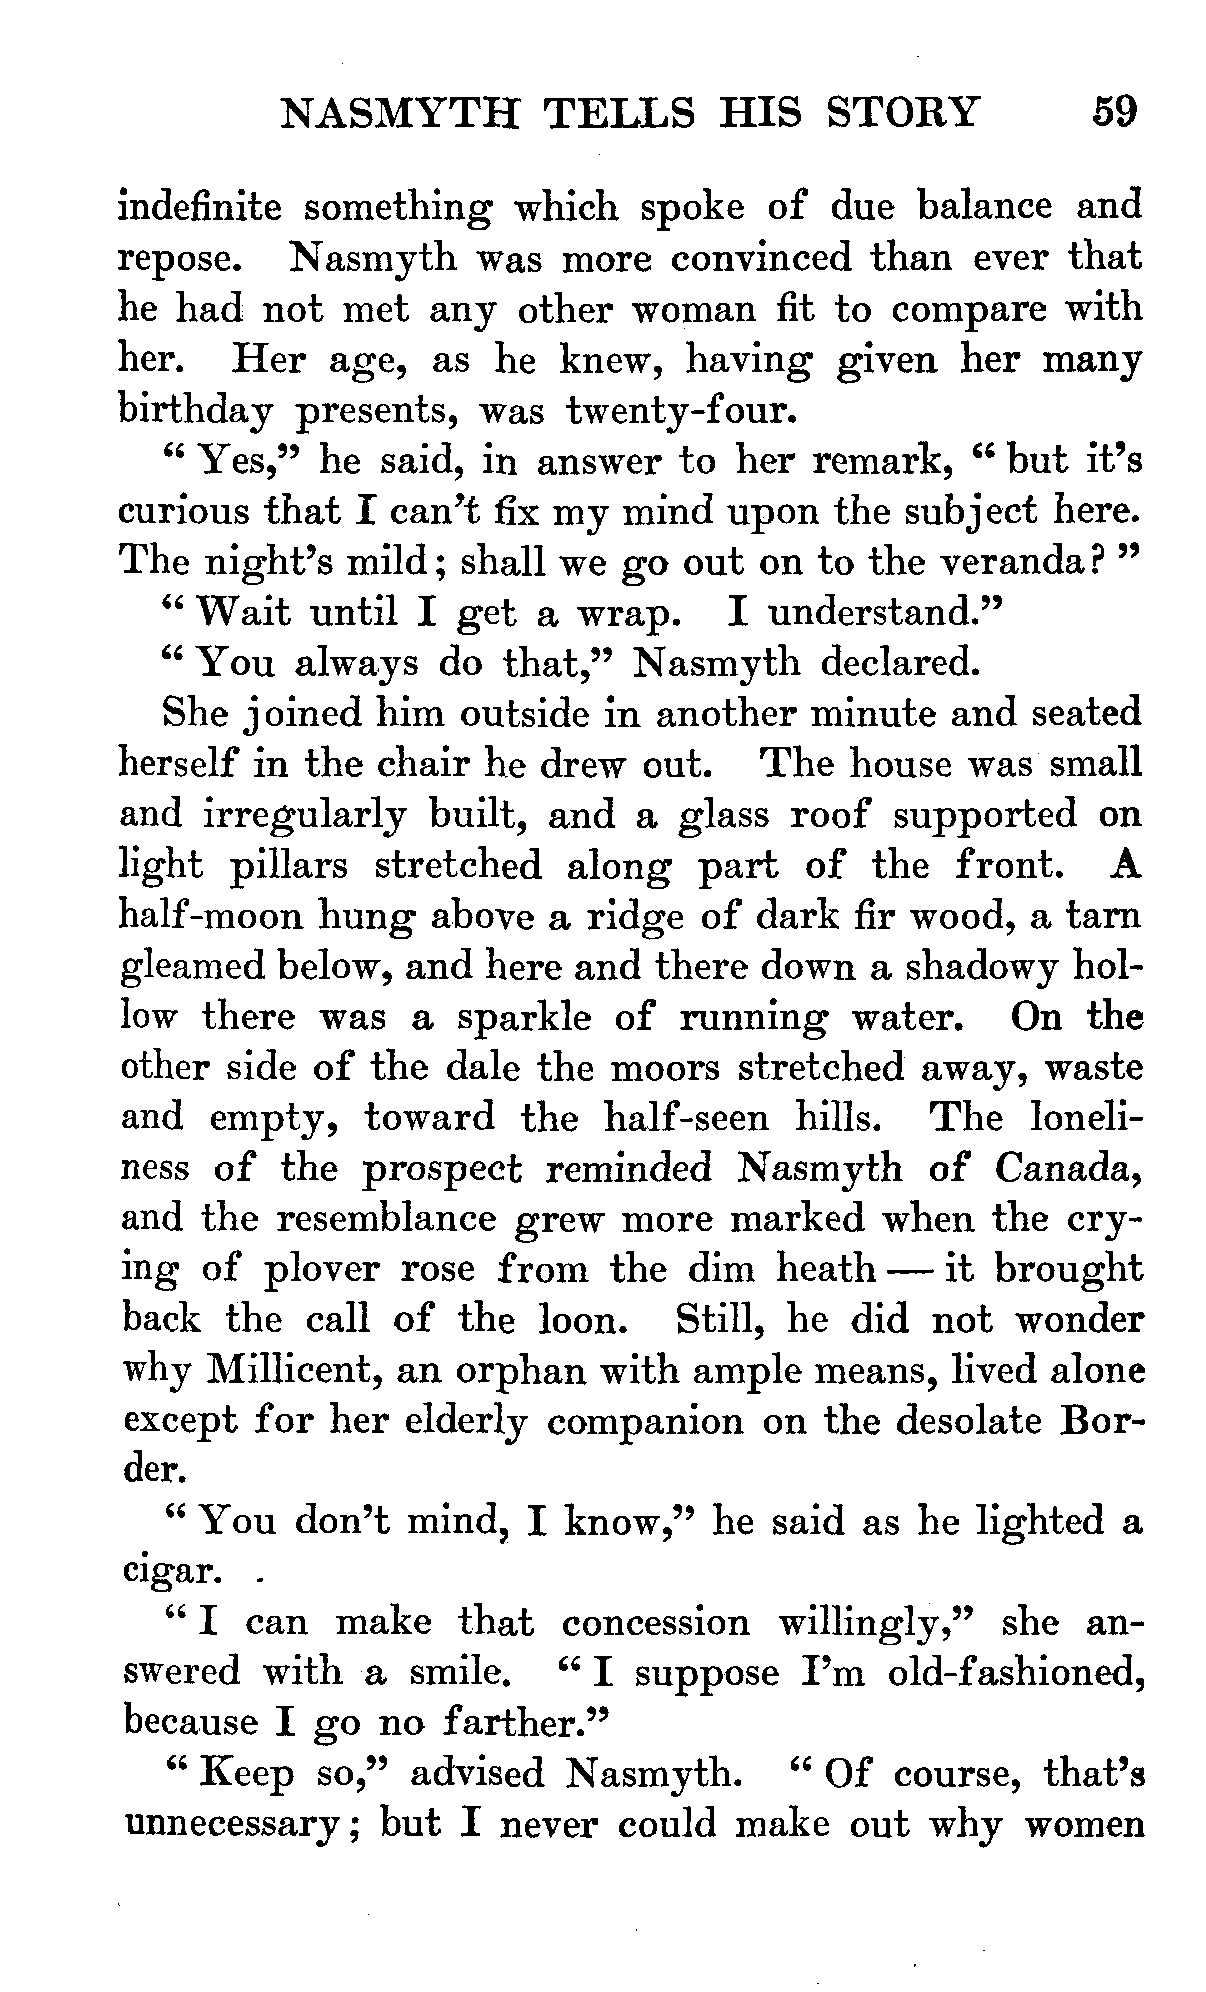 NASMYTH TELLS HIS STORY 59
indefinite something which spoke of due balance and
repose. Nasmyth was more convinced than ever that
he had not met any other woman fit to compare with
her. Her age, as he knew, having given her many
birthday presents, was twenty-four.
“ Yes,” he said, in answer to her remark, “ but it’s
curious that I can’t fix my mind upon the subject here.
The night’s mild; shall we go out on to the veranda? ”
“ Wait until I get a wrap. I understand.”
“ You always do that,” Nasmyth declared.
She joined him outside in another minute and seated
herself in the chair he drew out. The house was small
and irregularly built, and a glass roof supported on
light pillars stretched along part of the front. A
half-moon hung above a ridge of dark fir wood, a tarn
gleamed below, and here and there down a shadowy hol-
low there was a sparkle of running water. On the
other side of the dale the moors stretched away, waste
and empty, toward the half-seen hills. The loneli-
ness of the prospect reminded Nasmyth of Canada,
and the resemblance grew more marked when the cry-
ing of plover rose from the dim heath — it brought
back the call of the loon. Still, he did not wonder
why Millicent, an orphan with ample means, lived alone
except for her elderly companion on the desolate Bor-
der.
“ You don’t mind, I know,” he said as he lighted a
cigar.
“ I can make that concession willingly,” she an-
swered with a smile. “ I suppose I’m old-fashioned,
because I go no farther.”
“ Keep so,” advised Nasmyth. “ Of course, that’s
unnecessary; but I never could make out why women